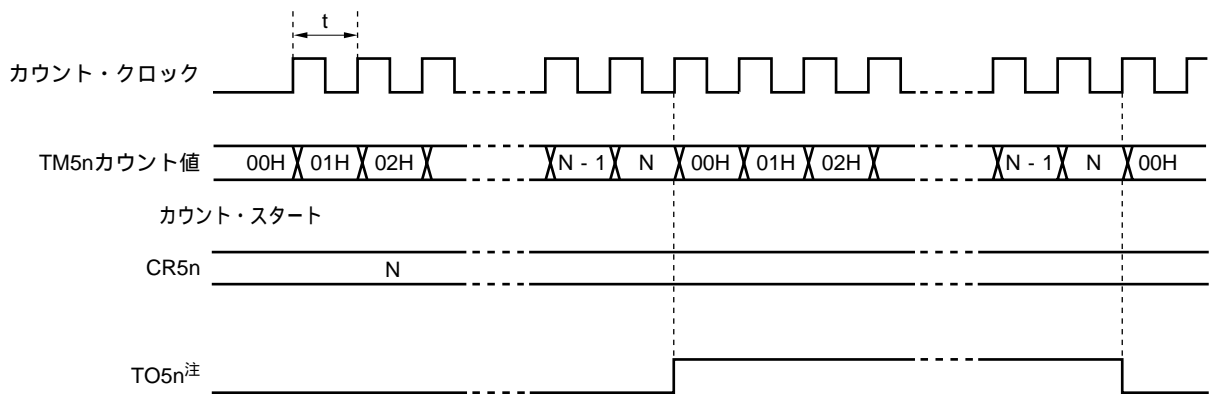 t
カウント・クロック
TM5nカウント値 00H 01H 02H N - 1 N 00H 01H 02H N - 1 N 00H
カウント・スタート
CR5n N
TO5n注